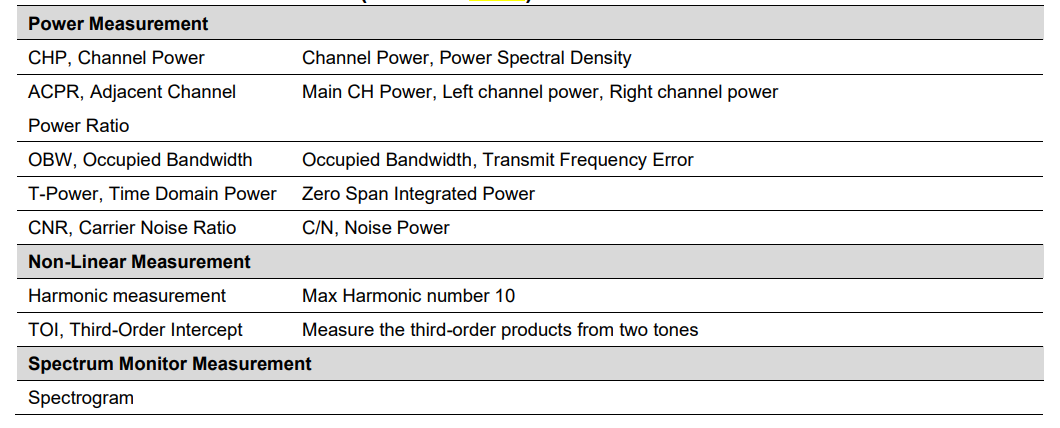 Power Measurement
CHP, Channel Power Channel Power, Power Spectral Density
ACPR, Adjacent Channel Main CH Power, Left channel power, Right channel power
Power Ratio
OBW, Occupied Bandwidth Occupied Bandwidth, Transmit Frequency Error
T-Power, Time Domain Power Zero Span Integrated Power
CNR, Carrier Noise Ratio C/N, Noise Power
Non-Linear Measurement
Harmonic measurement Max Harmonic number 10
TOI, Third-Order Intercept Measure the third-order products from two tones
Spectrum Monitor Measurement
Spectrogram